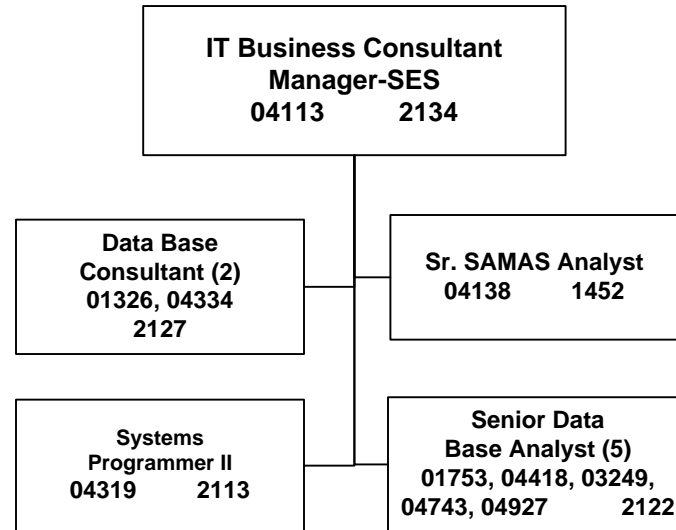 IT Business Consultant
Manager-SES
04113 2134
Data Base
Consultant (2)
01326, 04334
2127
Sr. SAMAS Analyst
04138 1452
Systems
Programmer II
04319 2113
Senior Data
Base Analyst (5)
01753, 04418, 03249,
04743, 04927 2122